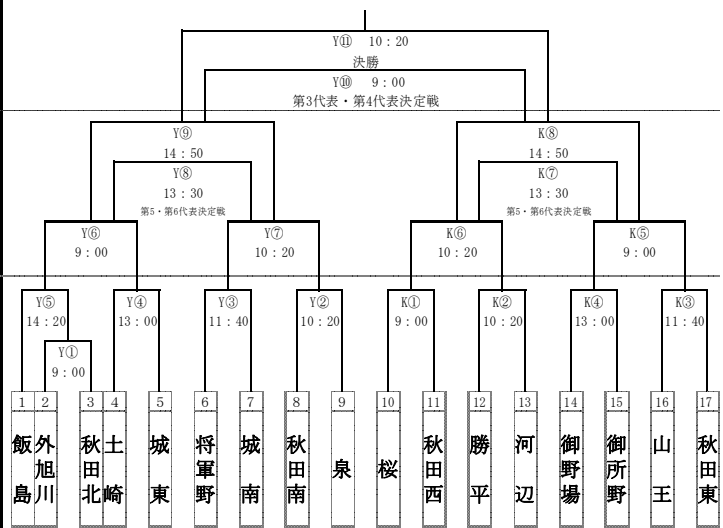 Y⑪ 10：20
決勝
Y⑩ 9：00
第3代表・第4代表決定戦
Y⑨
14：50
K⑧
14：50
Y⑧
13：30
第5・第6代表決定戦
K⑦
13：30
第5・第6代表決定戦
Y⑥
9：00
Y⑦
10：20
K⑥
10：20
K⑤
9：00
Y⑤
14：20
Y④
13：00
Y③
11：40
Y②
10：20
K①
9：00
K②
10：20
K④
13：00
K③
11：40
Y①
9：00
1 飯島
2 外旭川
3 秋田北
4 土崎
5 城東
6 将軍野
7 城南
8 秋田南
9 泉
10 桜
11 秋田西
12 勝平
13 河辺
14 御野場
15 御所野
16 山王
17 秋田東